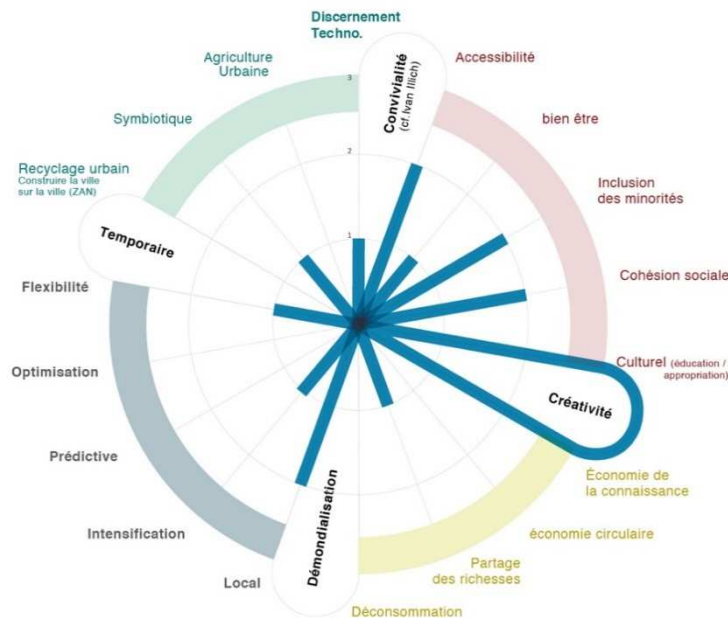 Discernement
Techno.
Agriculture
Urbaine
Symbiotique
Recyclage urbain
Construire la ville
sur la ville (ZAN)
Temporaire
Flexibilité
Optimisation
Prédictive
Intensification
Local
Démondialisation
Déconsommation
Partage
des richesses
économie circulaire
Économie de
la connaissance
Créativité
Culturel (éducation /
appropriation)
Cohésion sociale
Inclusion
des minorités
bien être
Accessibilité
Convivialité
(cf.Ivan Illich)
3
2
1